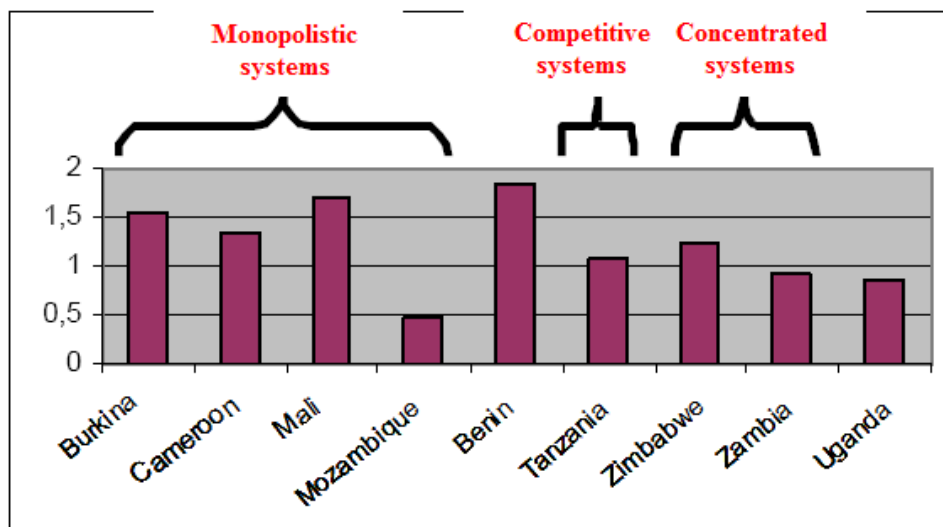 Monopolistic
systems
Competitive
systems
Concentrated
systems
2
1,5
1
0,5
0
Burkina
Cameroon
Mali
Mozambique
Benin
Tanzania
Zimbabwe
Zambia
Uganda